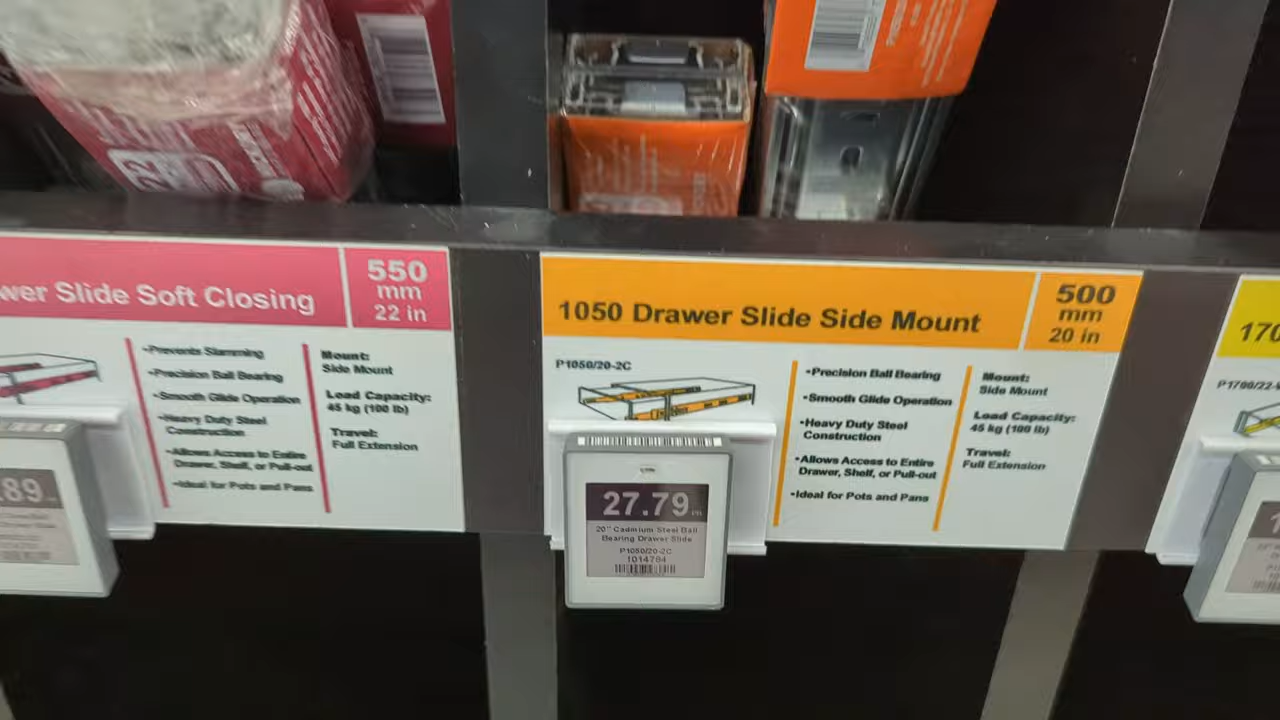 wer Slide Soft Closing
550
mm
22 in
•Prevents Slamming
•Precision Ball Bearing
•Smooth Glide Operation
•Heavy Duty Steel
Construction
•Allows Access to Entire
Drawer, Shelf, or Pull-out
•Ideal for Pots and Pans
Mount:
Side Mount
Load Capacity:
45 kg (100 lb)
Travel:
Full Extension
.89
1050 Drawer Slide Side Mount
500
mm
20 in
P1050/20-2C
•Precision Ball Bearing
•Smooth Glide Operation
•Heavy Duty Steel
Construction
•Allows Access to Entire
Drawer, Shelf, or Pull-out
•Ideal for Pots and Pans
Mount:
Side Mount
Load Capacity:
45 kg (100 lb)
Travel:
Full Extension
27.79
20" Cadmium Steel Ball
Bearing Drawer Slide
P1050/20-2C
1014784
170
P1700/22-